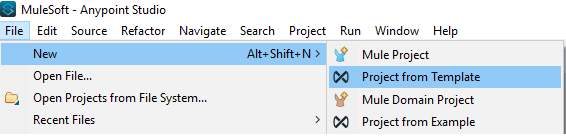 MuleSoft - Anypoint Studio
File Edit Source Refactor Navigate Search Project Run Window Help
New Alt+Shift+N
Open File...
Open Projects from File System...
Recent Files
Mule Project
Project from Template
Mule Domain Project
Project from Example